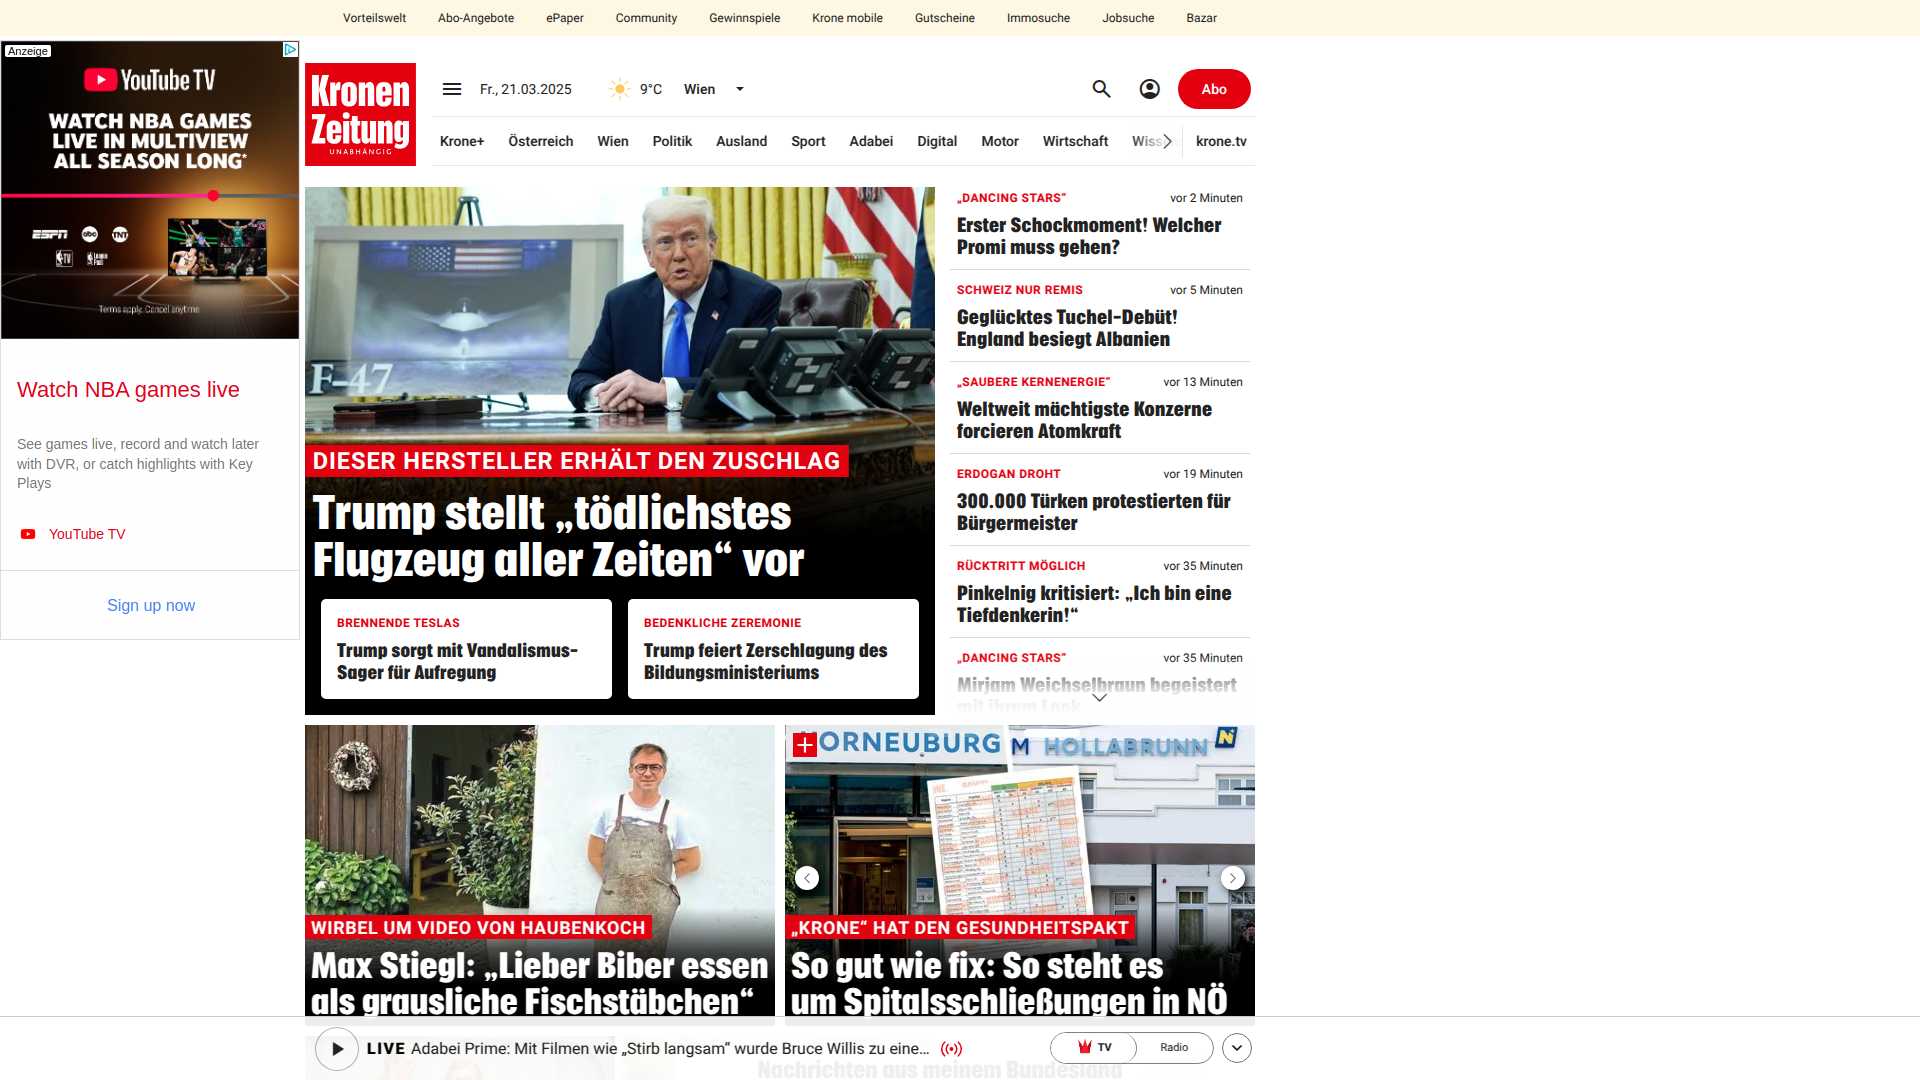 Vorteilswelt
Abo-Angebote
ePaper
Community
Gewinnspiele
Krone mobile
Gutscheine
Immosuche
Jobsuche
Bazar
Anzeige
YouTube TV
WATCH NBA GAMES
LIVE IN MULTIVIEW
ALL SEASON LONG*
ESPN
abc
TNT
Terms apply. Cancel anytime
Watch NBA games live
See games live, record and watch later
with DVR, or catch highlights with Key
Plays
YouTube TV
Sign up now
Kronen
Zeitung
UNABHÄNGIG
Fr., 21.03.2025
9°C
Wien
Abo
Krone+
Österreich
Wien
Politik
Ausland
Sport
Adabei
Digital
Motor
Wirtschaft
Wiss
krone.tv
F-47
DIESER HERSTELLER ERHÄLT DEN ZUSCHLAG
Trump stellt „tödlichstes
Flugzeug aller Zeiten“ vor
BRENNENDE TESLAS
Trump sorgt mit Vandalismus-
Sager für Aufregung
BEDENKLICHE ZEREMONIE
Trump feiert Zerschlagung des
Bildungsministeriums
„DANCING STARS“
vor 2 Minuten
Erster Schockmoment! Welcher
Promi muss gehen?
SCHWEIZ NUR REMIS
vor 5 Minuten
Geglücktes Tuchel-Debüt!
England besiegt Albanien
„SAUBERE KERNENERGIE“
vor 13 Minuten
Weltweit mächtigste Konzerne
forcieren Atomkraft
ERDOGAN DROHT
vor 19 Minuten
300.000 Türken protestierten für
Bürgermeister
RÜCKTRITT MÖGLICH
vor 35 Minuten
Pinkelnig kritisiert: „Ich bin eine
Tiefdenkerin!“
„DANCING STARS“
vor 35 Minuten
Mirjam Weichselbraun begeistert
mit ihrem Look
WIRBEL UM VIDEO VON HAUBENKOCH
Max Stiegl: „Lieber Biber essen
als grausliche Fischstäbchen“
ORNEUBURG
M HOLLABRUNN
„KRONE“ HAT DEN GESUNDHEITSPAKT
So gut wie fix: So steht es
um Spitalsschließungen in NÖ
LIVE Adabei Prime: Mit Filmen wie „Stirb langsam“ wurde Bruce Willis zu eine...
TV
Radio
Nachrichten aus meinem Bundesland